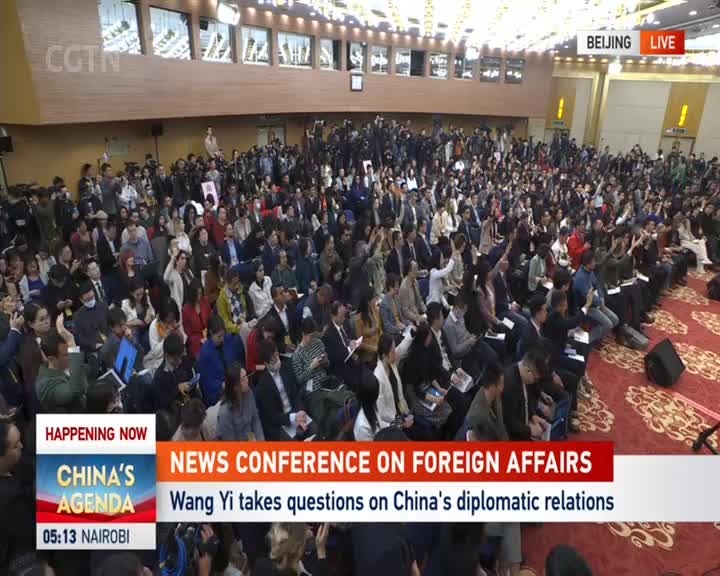 CGTN
BEIJING LIVE
HAPPENING NOW
CHINA'S
AGENDA
05:13 NAIROBI
NEWS CONFERENCE ON FOREIGN AFFAIRS
Wang Yi takes questions on China's diplomatic relations